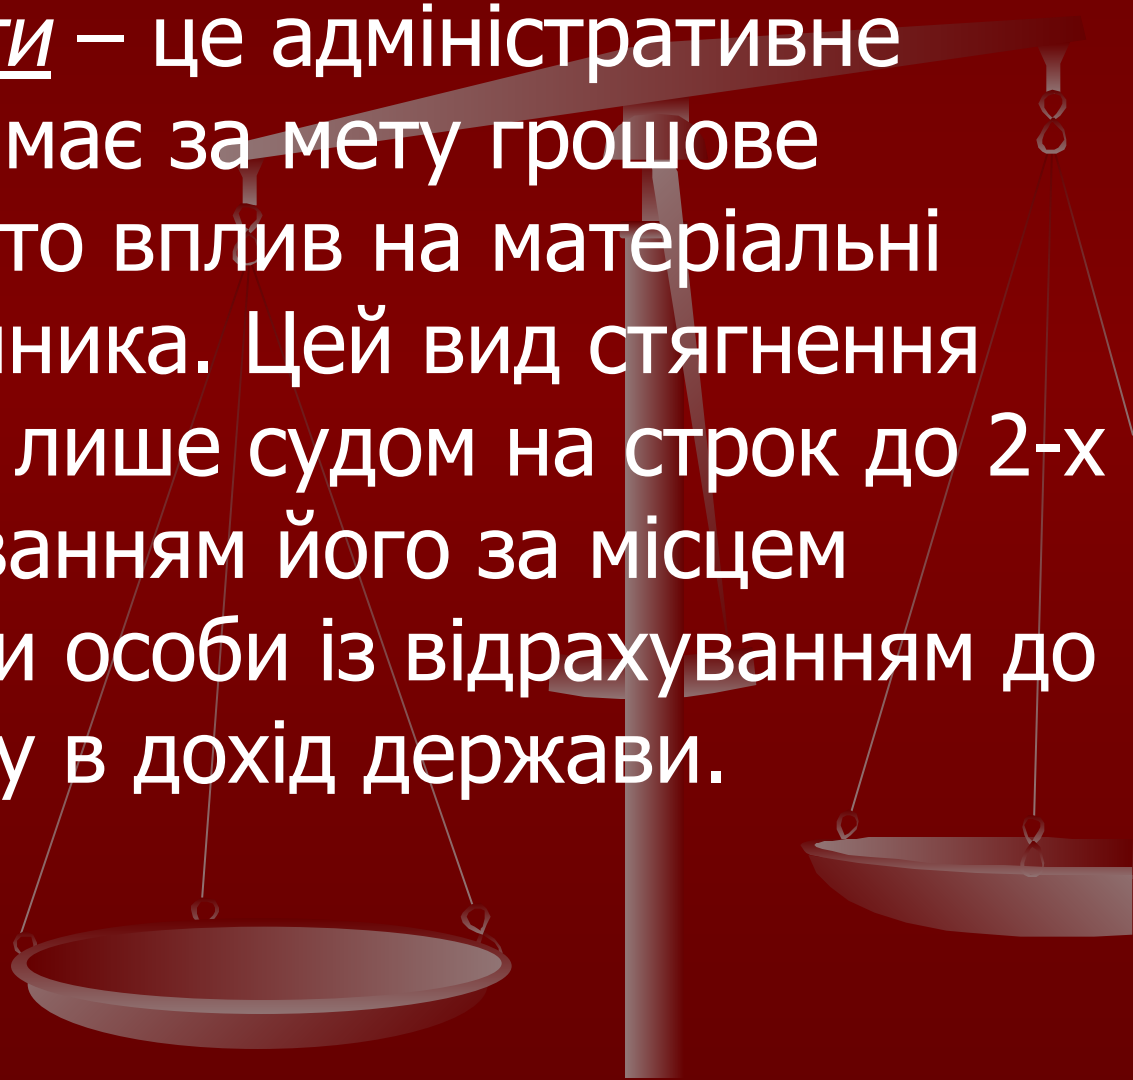 ти – це адміністративне
має за мету грошове
то вплив на матеріальні
ника. Цей вид стягнення
лише судом на строк до 2-х
ванням його за місцем
и особи із відрахуванням до
у в дохід держави.